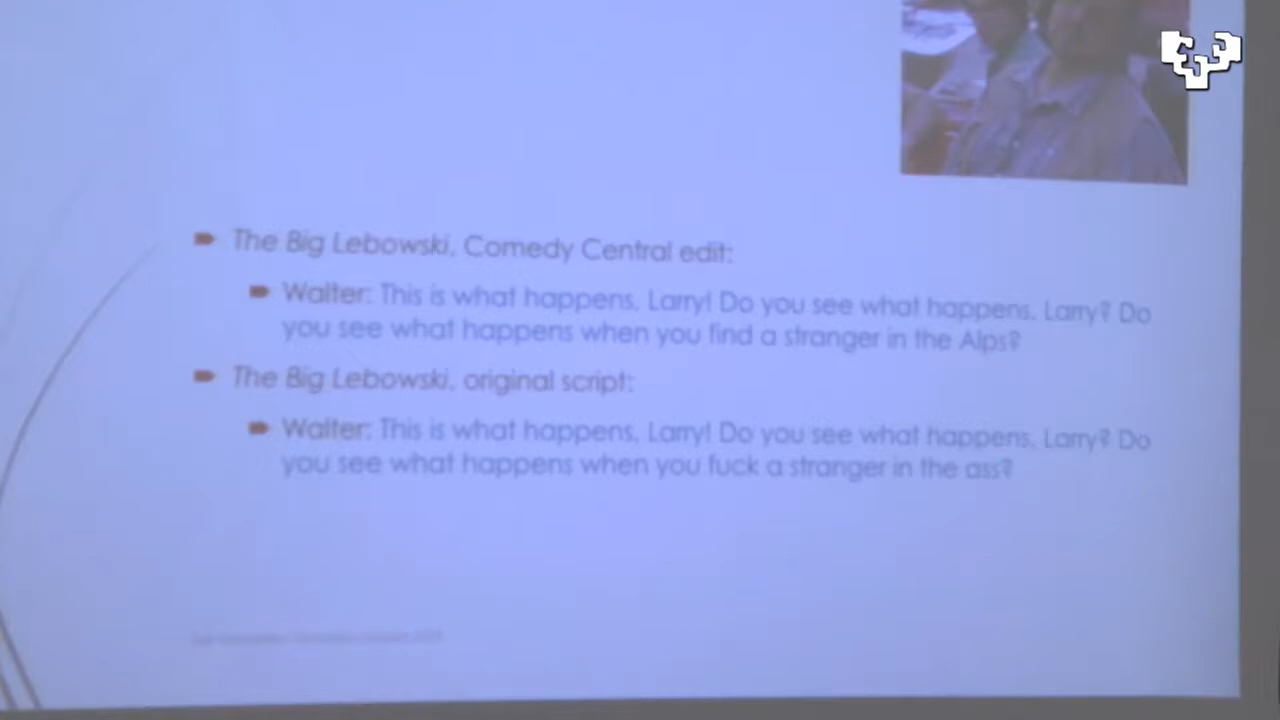 The Big Lebowski, Comedy Central edit:
Walter: This is what happens, Larry! Do you see what happens, Larry? Do
you see what happens when you find a stranger in the Alps?
The Big Lebowski, original script:
Walter: This is what happens, Larry! Do you see what happens, Larry? Do
you see what happens when you fuck a stranger in the ass?